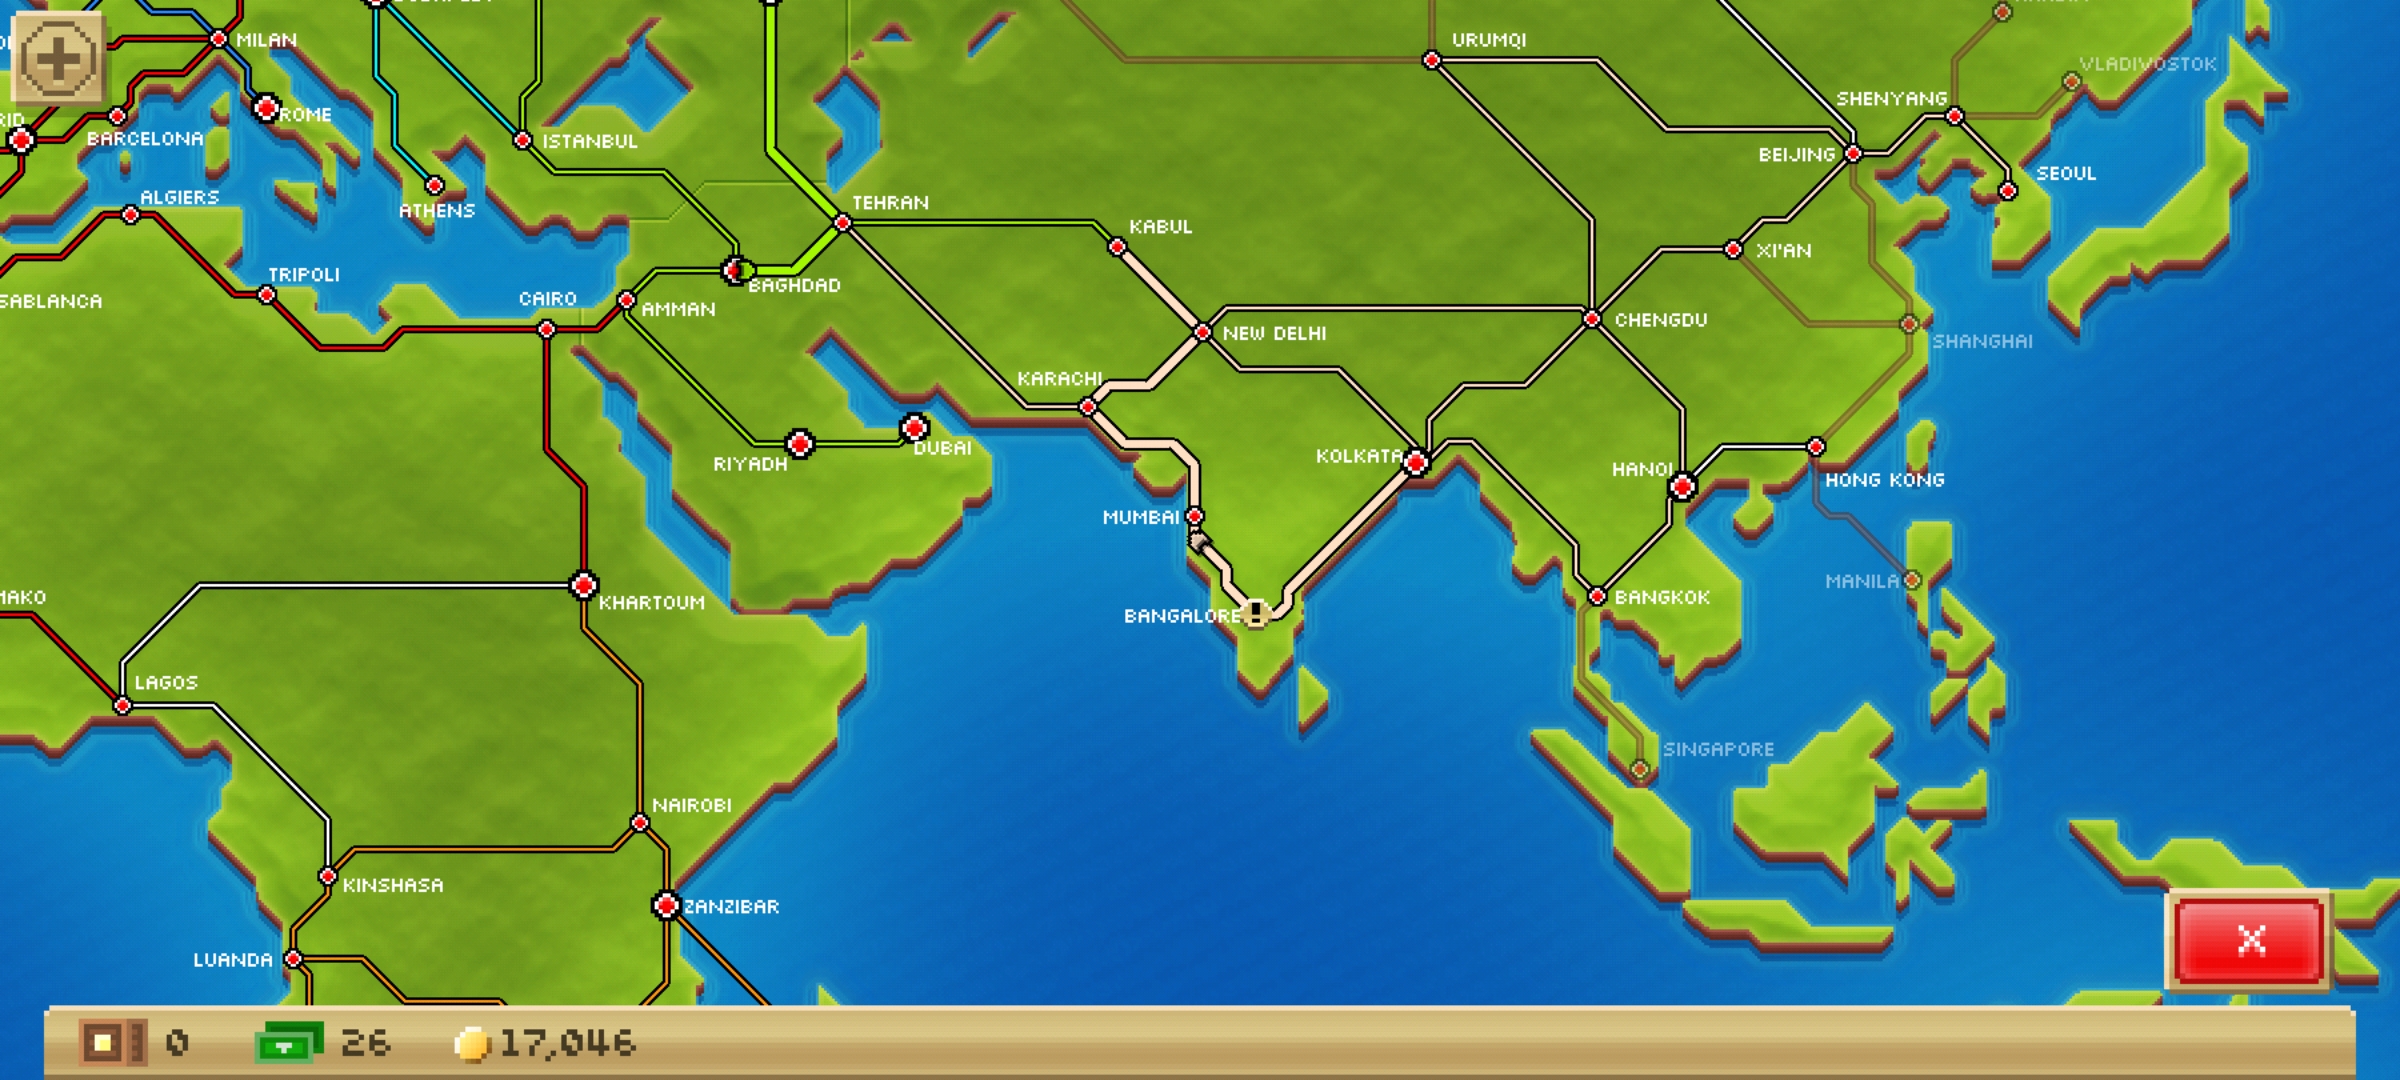 MILAN
URUMQI
VLADIVOSTOK
SHENYANG
ROME
BARCELONA
ISTANBUL
BEIJING
SEOUL
ALGIERS
ATHENS
TEHRAN
KABUL
XI'AN
TRIPOLI
BAGHDAD
SABLANCA
CAIRO
AMMAN
NEW DELHI
CHENGDU
SHANGHAI
KARACHI
DUBAI
RIYADH
KOLKATA
HANOI
HONG KONG
MUMBAI
MANILA
MAKO
KHARTOUM
BANGALORE
!
BANGKOK
LAGOS
SINGAPORE
NAIROBI
KINSHASA
ZANZIBAR
LUANDA
X
0 26 17,046